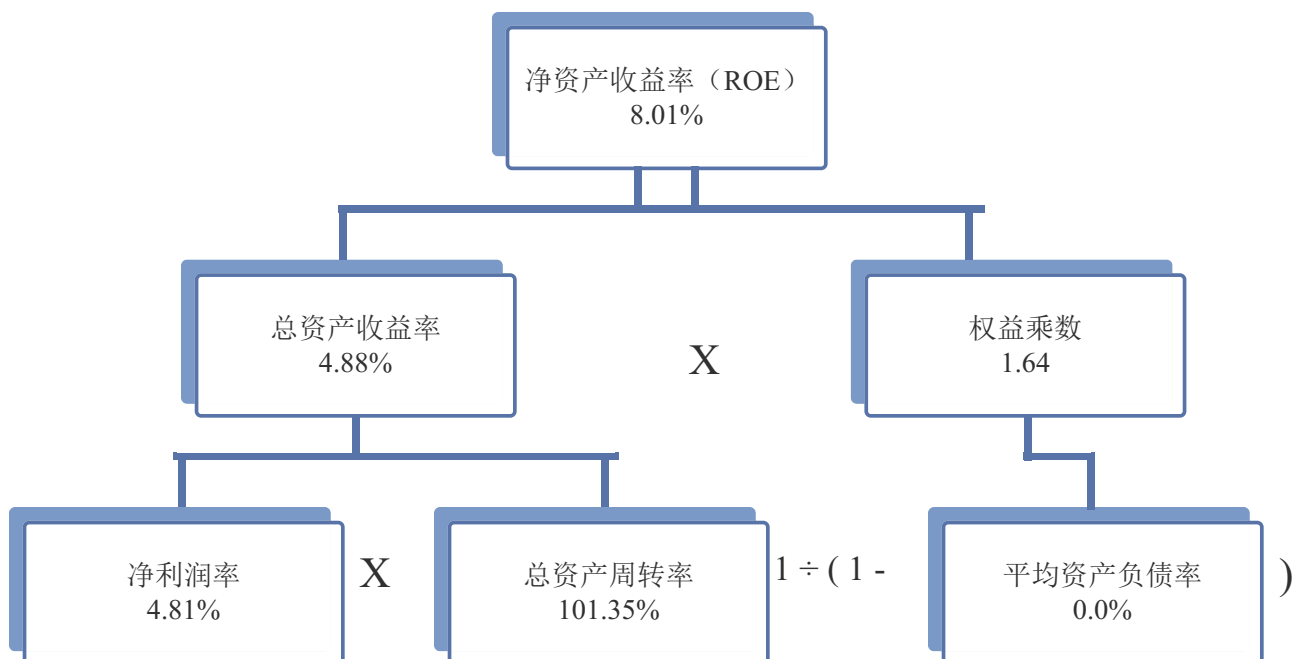 净资产收益率（ROE）
8.01%
总资产收益率
4.88%
X
权益乘数
1.64
净利润率
4.81%
X
总资产周转率
101.35%
1 ÷ ( 1 -
平均资产负债率
0.0%
)